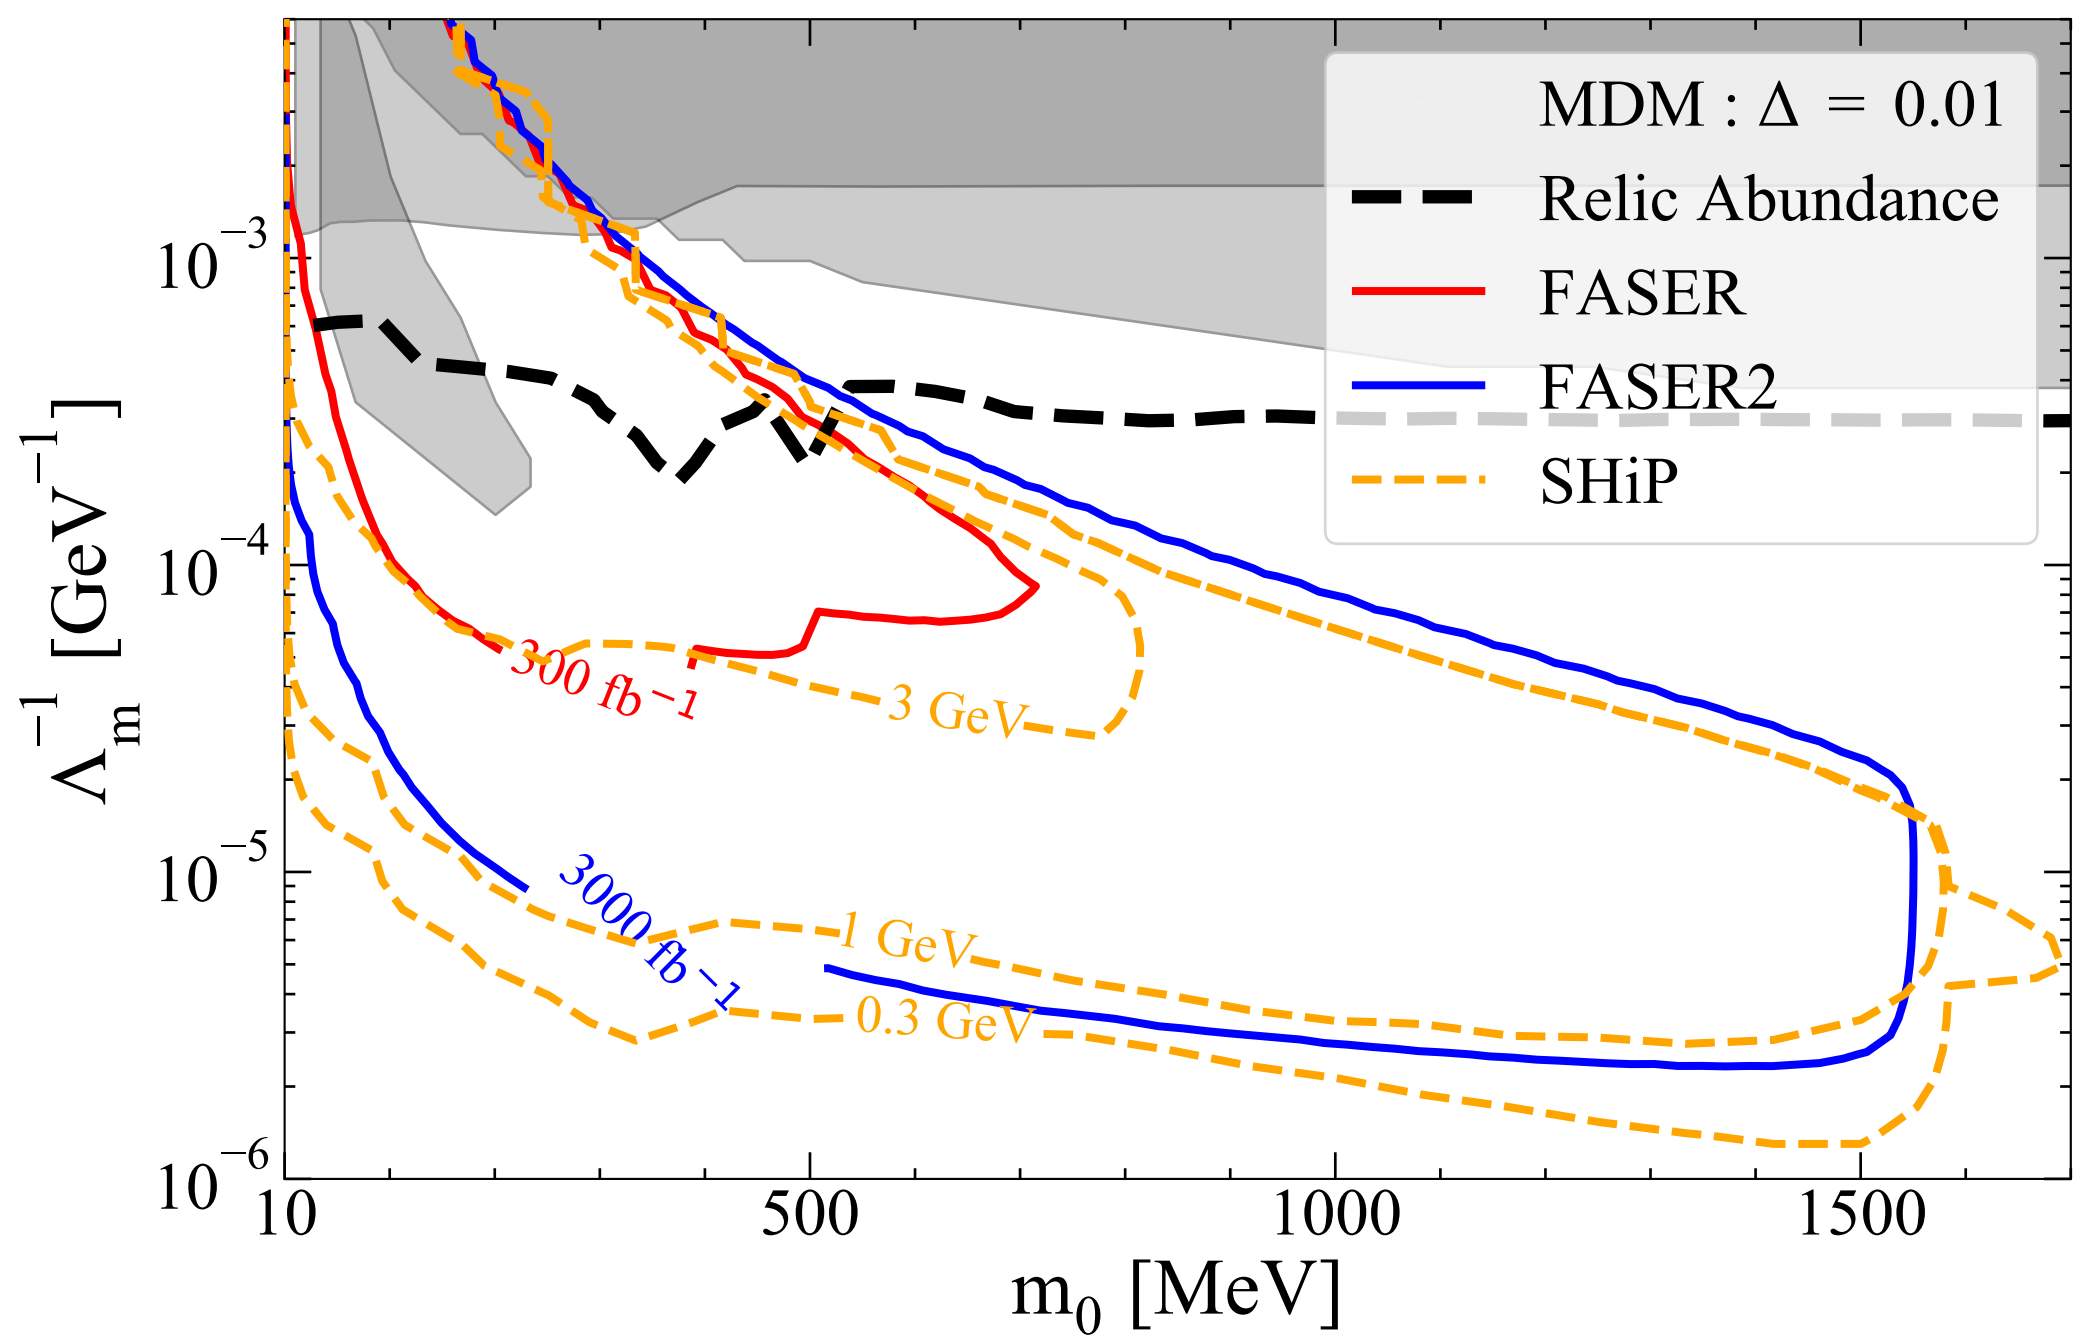 MDM : Δ = 0.01
Relic Abundance
FASER
FASER2
SHiP
10⁻³
10⁻⁴
10⁻⁵
10⁻⁶
Λₘ⁻¹ [GeV⁻¹]
300 fb⁻¹
3 GeV
3000 fb⁻¹
1 GeV
0.3 GeV
10 500 1000 1500
m₀ [MeV]